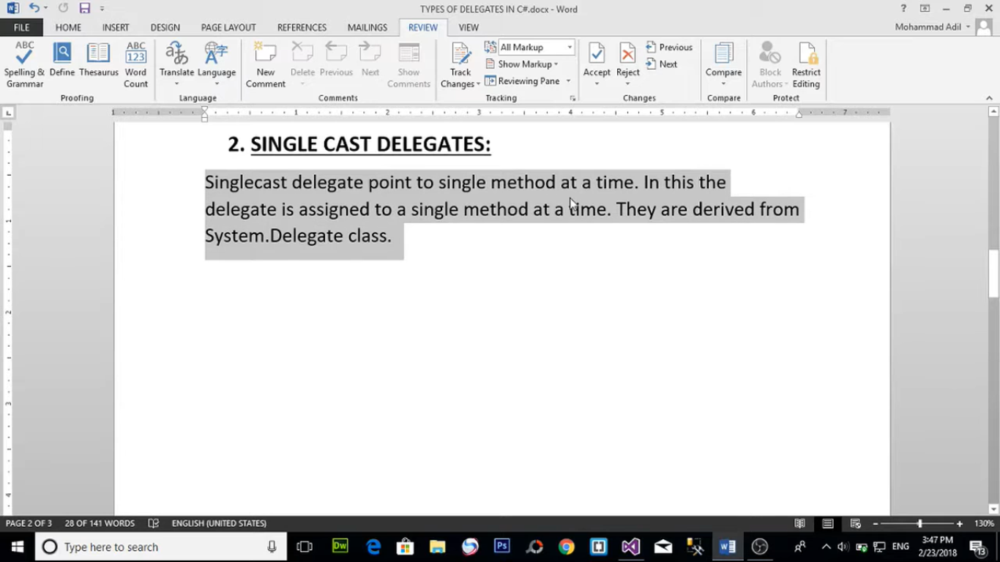 TYPES OF DELEGATES IN C#.docx - Word
?
FILE HOME INSERT DESIGN PAGE LAYOUT REFERENCES MAILINGS REVIEW VIEW Mohammad Adil
ABC ABC 123 All Markup Previous
Show Markup Next
Spelling & Grammar Define Thesaurus Word Count Translate Language New Comment Delete Previous Next Show Comments Track Changes Reviewing Pane Accept Reject Compare Block Authors Restrict Editing
Proofing Language Comments Tracking Changes Compare Protect
1 1 2 3 4 5 6 7
2. SINGLE CAST DELEGATES:
Singlecast delegate point to single method at a time. In this the
delegate is assigned to a single method at a time. They are derived from
System.Delegate class.
1
2
3
4
PAGE 2 OF 3 28 OF 141 WORDS ENGLISH (UNITED STATES) 130%
Type here to search Dw Ps ENG 3:47 PM
2/23/2018 13